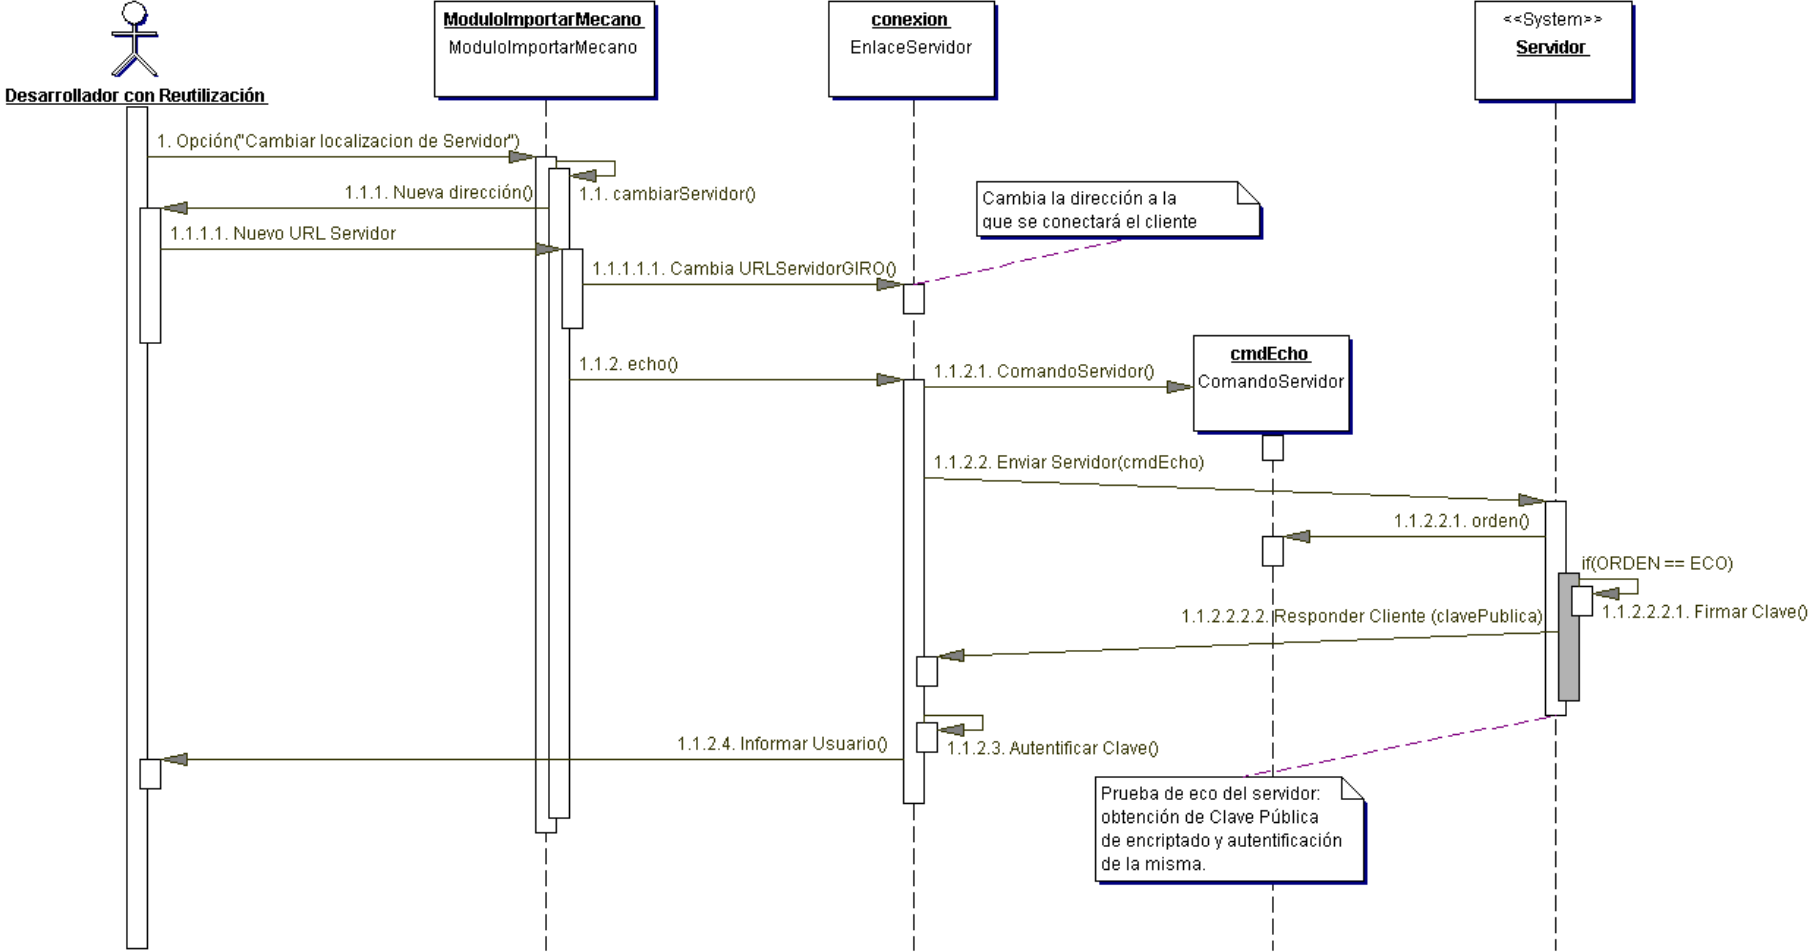 ModuloImportarMecano
ModuloImportarMecano
conexion
EnlaceServidor
<<System>>
Servidor
Desarrollador con Reutilización
1. Opción("Cambiar localizacion de Servidor")
1.1. cambiarServidor()
1.1.1. Nueva dirección()
Cambia la dirección a la
que se conectará el cliente
1.1.1.1. Nuevo URL Servidor
1.1.1.1.1. Cambia URLServidorGIRO()
1.1.2. echo()
1.1.2.1. ComandoServidor()
cmdEcho
ComandoServidor
1.1.2.2. Enviar Servidor(cmdEcho)
1.1.2.2.1. orden()
if(ORDEN == ECO)
1.1.2.2.2.1. Firmar Clave()
1.1.2.2.2.2. Responder Cliente (clavePublica)
1.1.2.3. Autentificar Clave()
1.1.2.4. Informar Usuario()
Prueba de eco del servidor:
obtención de Clave Pública
de encriptado y autentificación
de la misma.